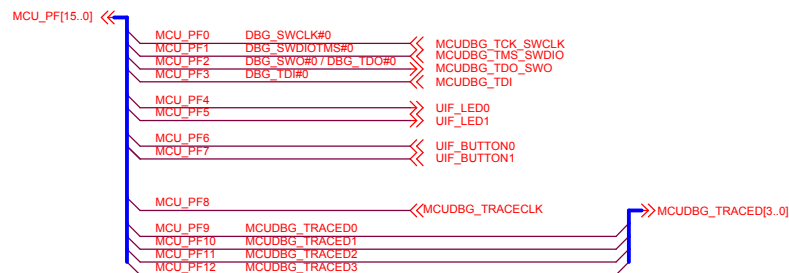 MCU_PF[15..0]
MCU_PF0 DBG_SWCLK#0 MCUDBG_TCK_SWCLK
MCU_PF1 DBG_SWDIOTMS#0 MCUDBG_TMS_SWDIO
MCU_PF2 DBG_SWO#0 / DBG_TDO#0 MCUDBG_TDO_SWO
MCU_PF3 DBG_TDI#0 MCUDBG_TDI
MCU_PF4 UIF_LED0
MCU_PF5 UIF_LED1
MCU_PF6 UIF_BUTTON0
MCU_PF7 UIF_BUTTON1
MCU_PF8 MCUDBG_TRACECLK MCUDBG_TRACED[3..0]
MCU_PF9 MCUDBG_TRACED0
MCU_PF10 MCUDBG_TRACED1
MCU_PF11 MCUDBG_TRACED2
MCU_PF12 MCUDBG_TRACED3